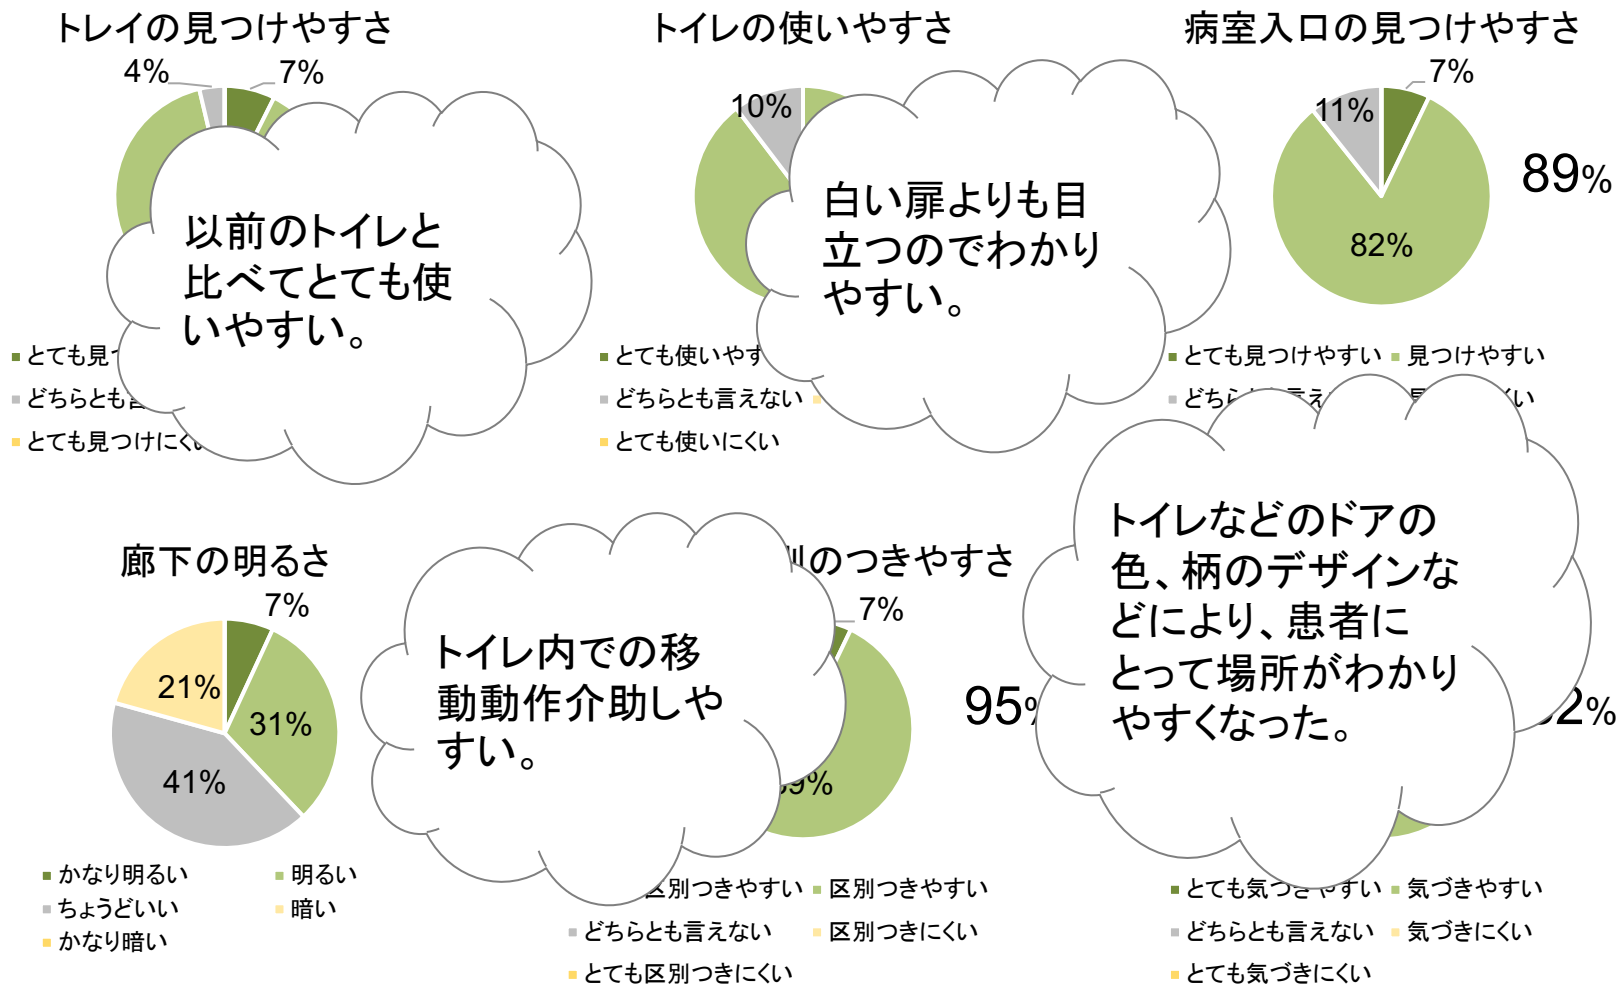 トレイの見つけやすさ
4%
7%
以前のトイレと
比べてとても使
いやすい。
とても見
どちらとも
とても見つけにく
トイレの使いやすさ
10%
白い扉よりも目
立つのでわかり
やすい。
とても使いやす
どちらとも言えない
とても使いにくい
病室入口の見つけやすさ
7%
11%
82%
89%
とても見つけやすい
見つけやすい
どちら
廊下の明るさ
7%
31%
41%
21%
かなり明るい
明るい
ちょうどいい
暗い
かなり暗い
トイレ内での移
動動作介助しや
すい。
のつきやすさ
7%
95
区別つきやすい
区別つきやすい
どちらとも言えない
区別つきにくい
とても区別つきにくい
トイレなどのドアの
色、柄のデザインな
どにより、患者に
とって場所がわかり
やすくなった。
2%
とても気づきやすい
気づきやすい
どちらとも言えない
気づきにくい
とても気づきにくい